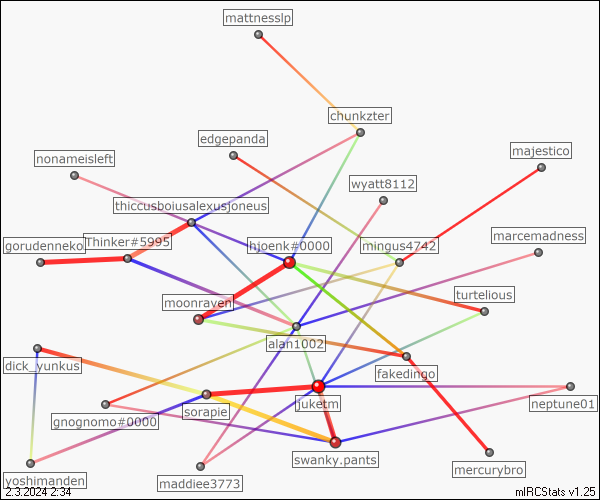 mattnesslp
chunkzter
edgepanda
majestico
nonameisleft
wyatt8112
thiccusboiusalexusjoneus
marcemadness
Thinker#5995
hjoenk#0000
mingus4742
gorudenneko
turtelious
moonraven
alan1002
dick_yunkus
fakedingo
juketm
neptune01
sorapie
gnognomo#0000
swanky.pants
mercurybro
yoshimanden
maddiee3773
2.3.2024 2:34
mIRCStats v1.25